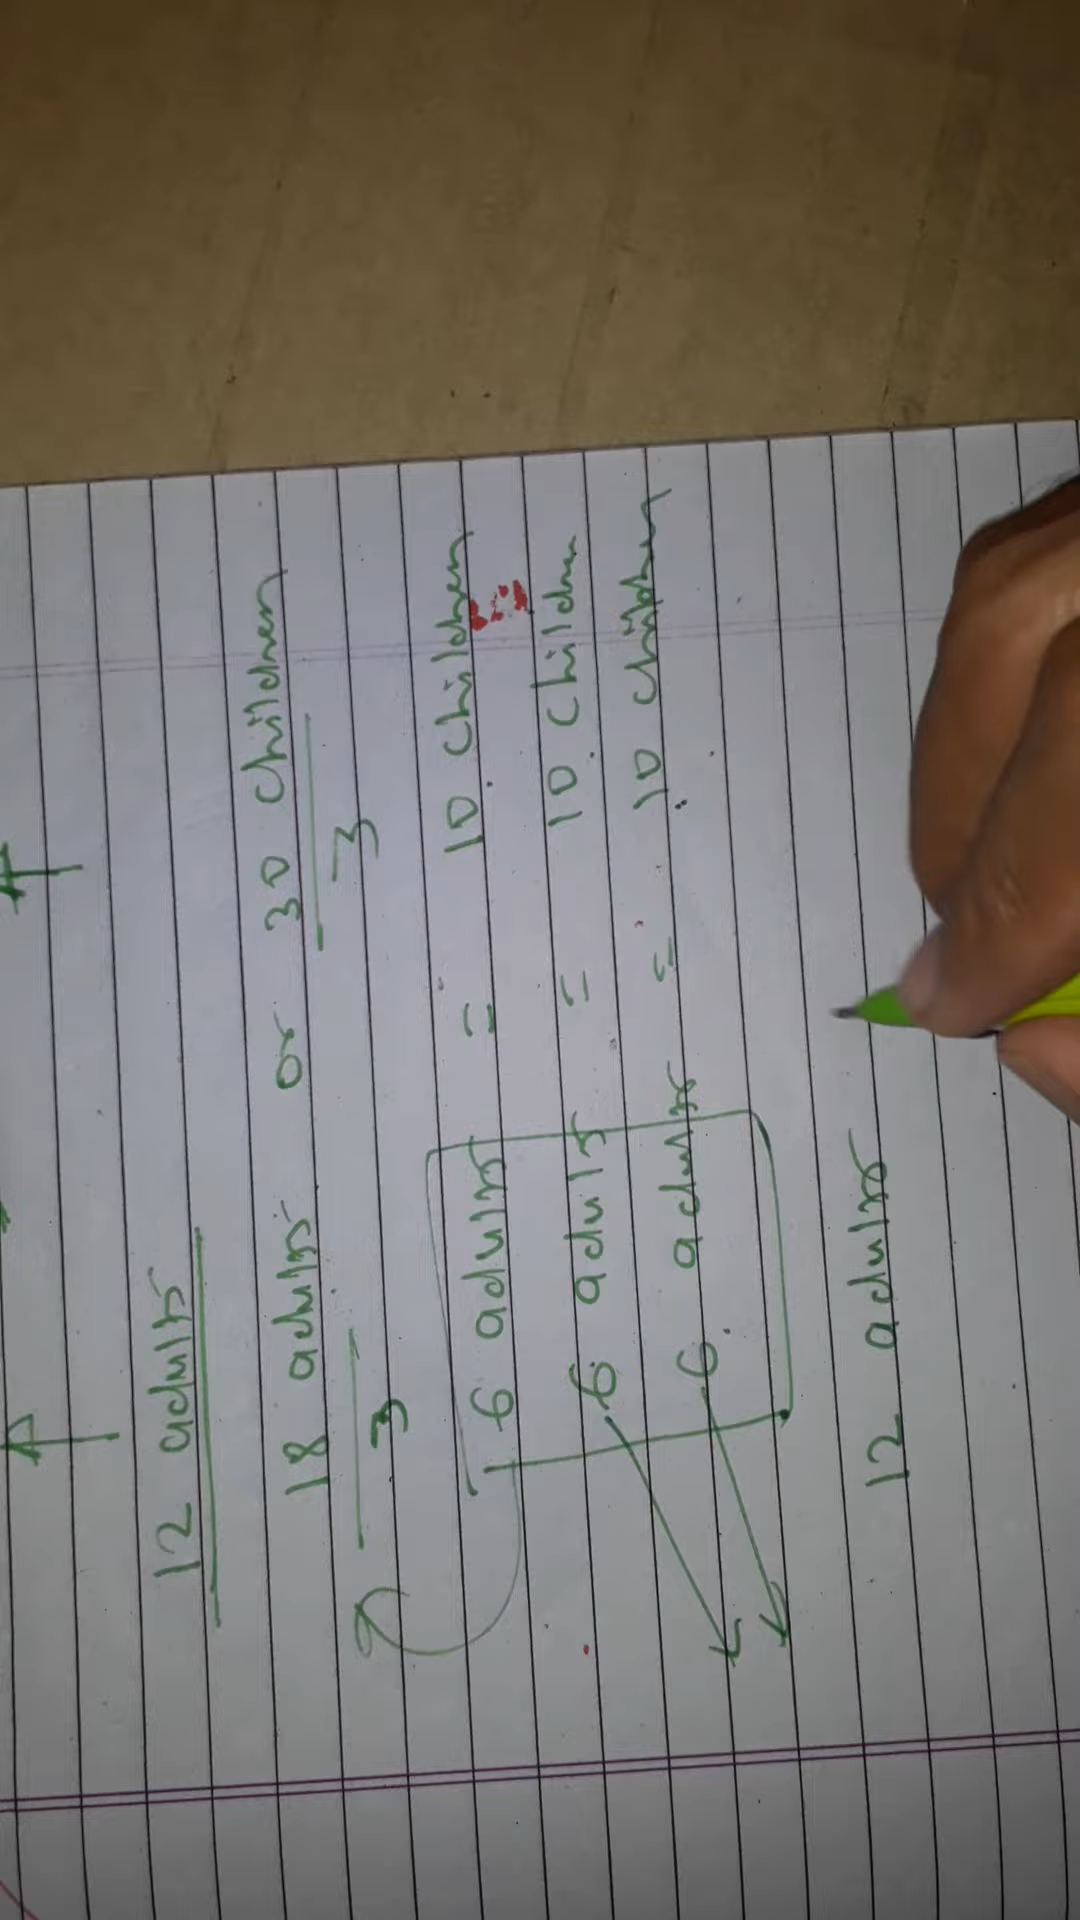 12 adults
18 adults or 30 children
3 3
6 adults = 10 children
6 adults = 10 children
6 adults = 10 children
12 adults